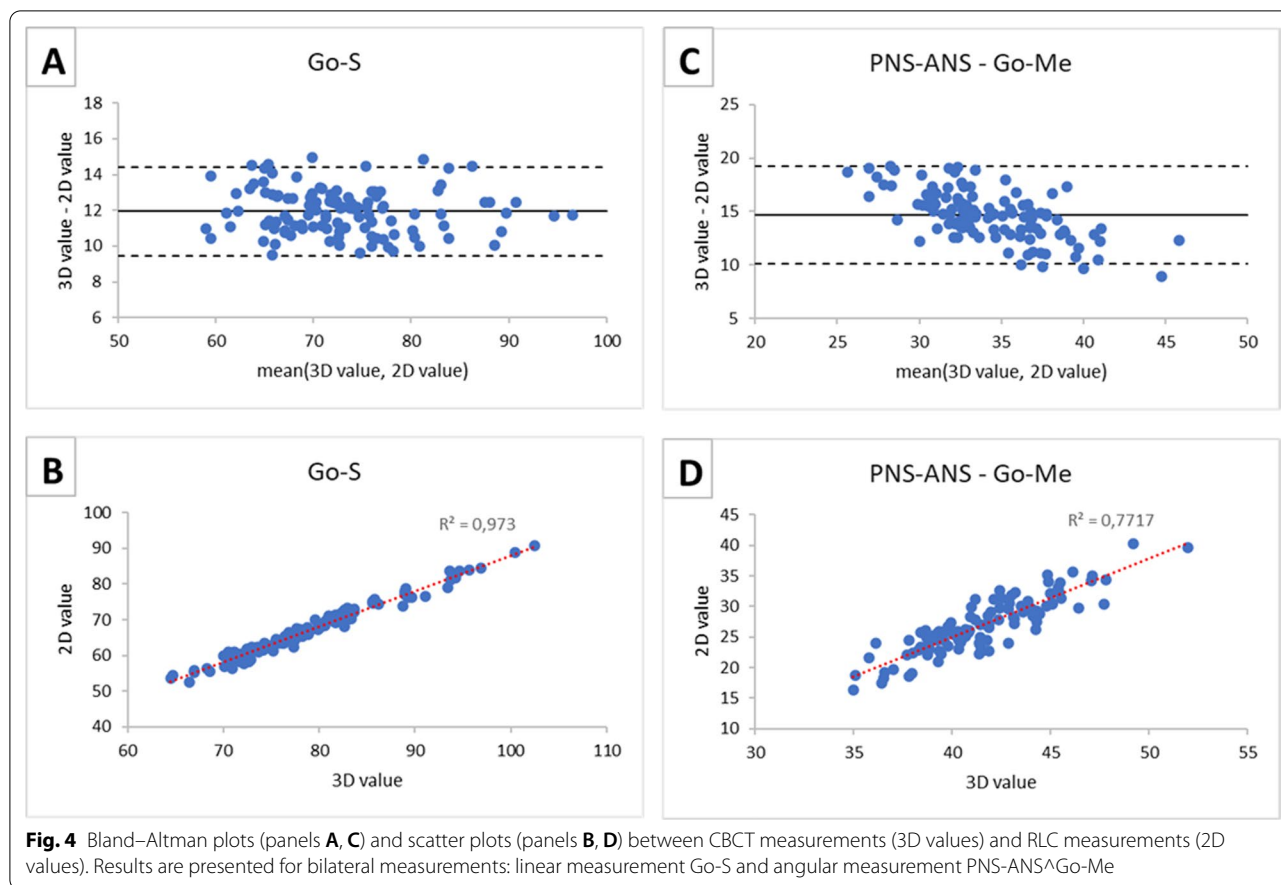 A
Go-S
3D value - 2D value
18
16
14
12
10
8
6
50 60 70 80 90 100
mean(3D value, 2D value)
C
PNS-ANS - Go-Me
3D value - 2D value
25
20
15
10
5
20 25 30 35 40 45 50
mean(3D value, 2D value)
B
Go-S
R² = 0,973
2D value
100
90
80
70
60
50
40
60 70 80 90 100 110
3D value
D
PNS-ANS - Go-Me
R² = 0,7717
2D value
45
40
35
30
25
20
15
10
30 35 40 45 50 55
3D value
Fig. 4 Bland–Altman plots (panels A, C) and scatter plots (panels B, D) between CBCT measurements (3D values) and RLC measurements (2D
values). Results are presented for bilateral measurements: linear measurement Go-S and angular measurement PNS-ANS^Go-Me